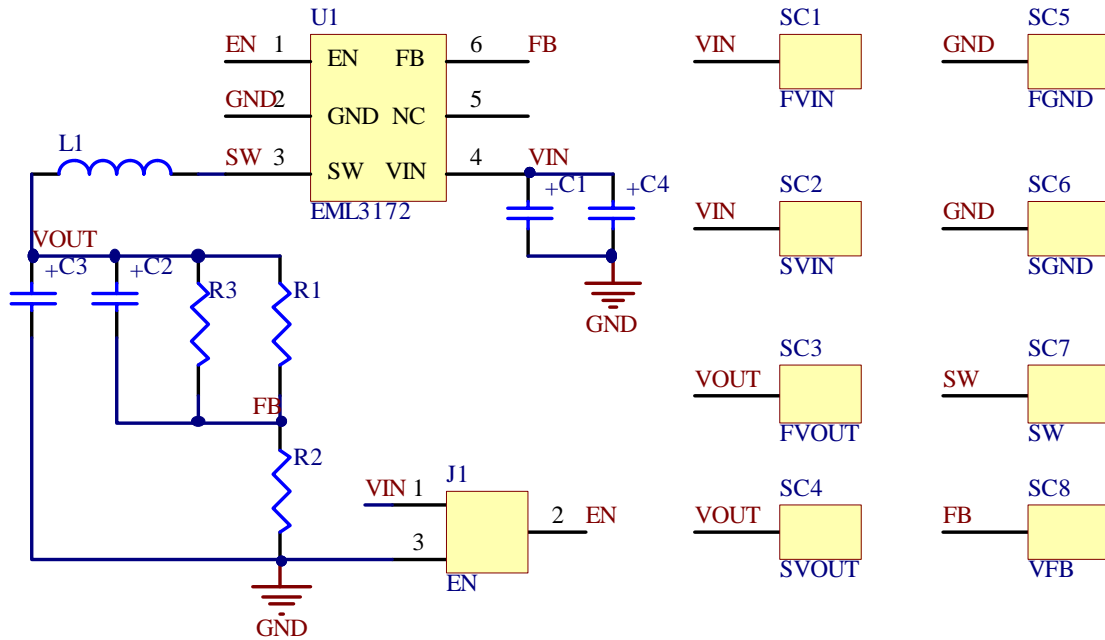 U1
EN 1 EN FB 6 FB
GND 2 GND NC 5
L1
SW 3 SW VIN 4 VIN
EML3172
+C1 +C4
GND
VOUT
+C3 +C2
R3 R1
FB
R2
J1
VIN 1
2 EN
3
EN
GND
SC1
VIN
FVIN
SC5
GND
FGND
SC2
VIN
SVIN
SC6
GND
SGND
SC3
VOUT
FVOUT
SC7
SW
SW
SC4
VOUT
SVOUT
SC8
FB
VFB